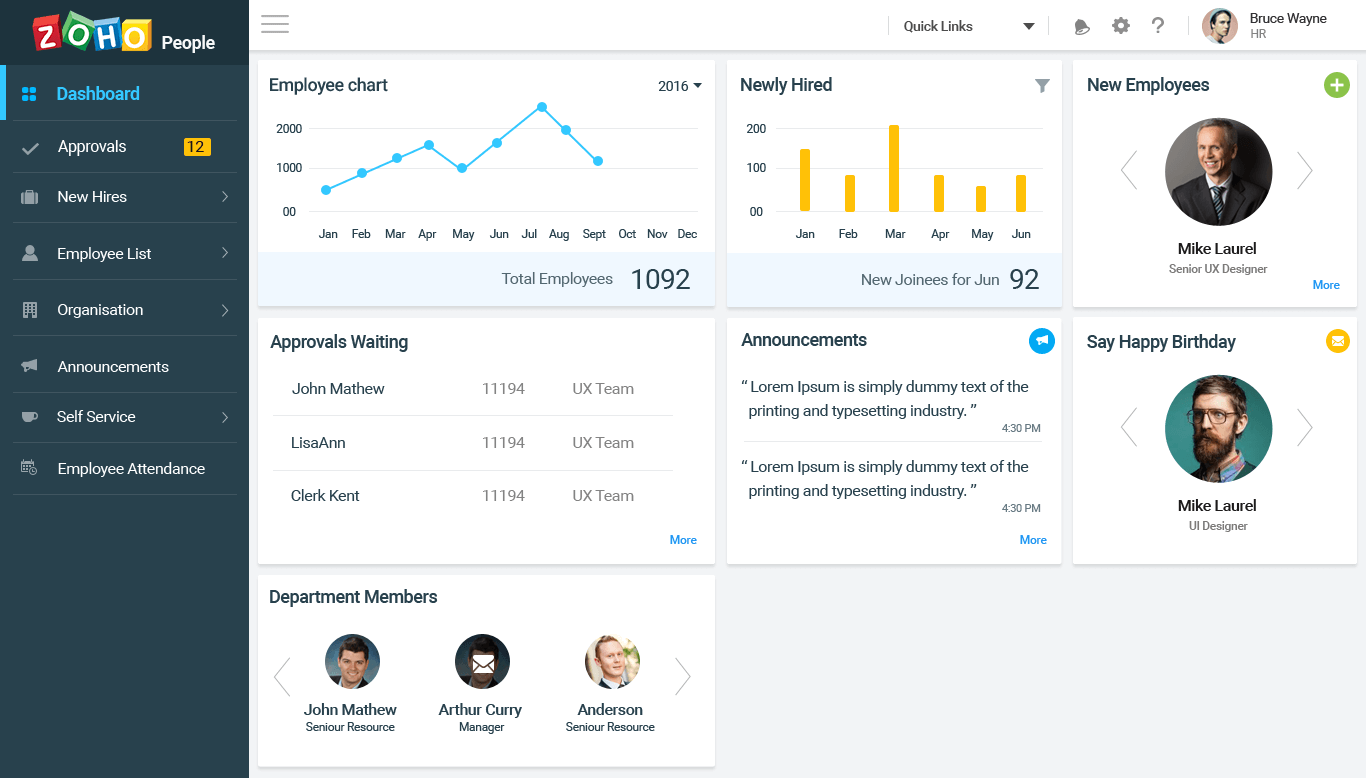 ZOHO People
Dashboard
Approvals 12
New Hires
Employee List
Organisation
Announcements
Self Service
Employee Attendance
Quick Links
?
Bruce Wayne
HR
Employee chart 2016
2000
1000
00
Jan Feb Mar Apr May Jun Jul Aug Sept Oct Nov Dec
Total Employees 1092
Newly Hired
200
100
00
Jan Feb Mar Apr May Jun
New Joinees for Jun 92
New Employees
Mike Laurel
Senior UX Designer
More
Approvals Waiting
John Mathew 11194 UX Team
LisaAnn 11194 UX Team
Clerk Kent 11194 UX Team
More
Announcements
“ Lorem Ipsum is simply dummy text of the
printing and typesetting industry. ”
4:30 PM
“ Lorem Ipsum is simply dummy text of the
printing and typesetting industry. ”
4:30 PM
More
Say Happy Birthday
Mike Laurel
UI Designer
Department Members
John Mathew
Seniour Resource
Arthur Curry
Manager
Anderson
Seniour Resource